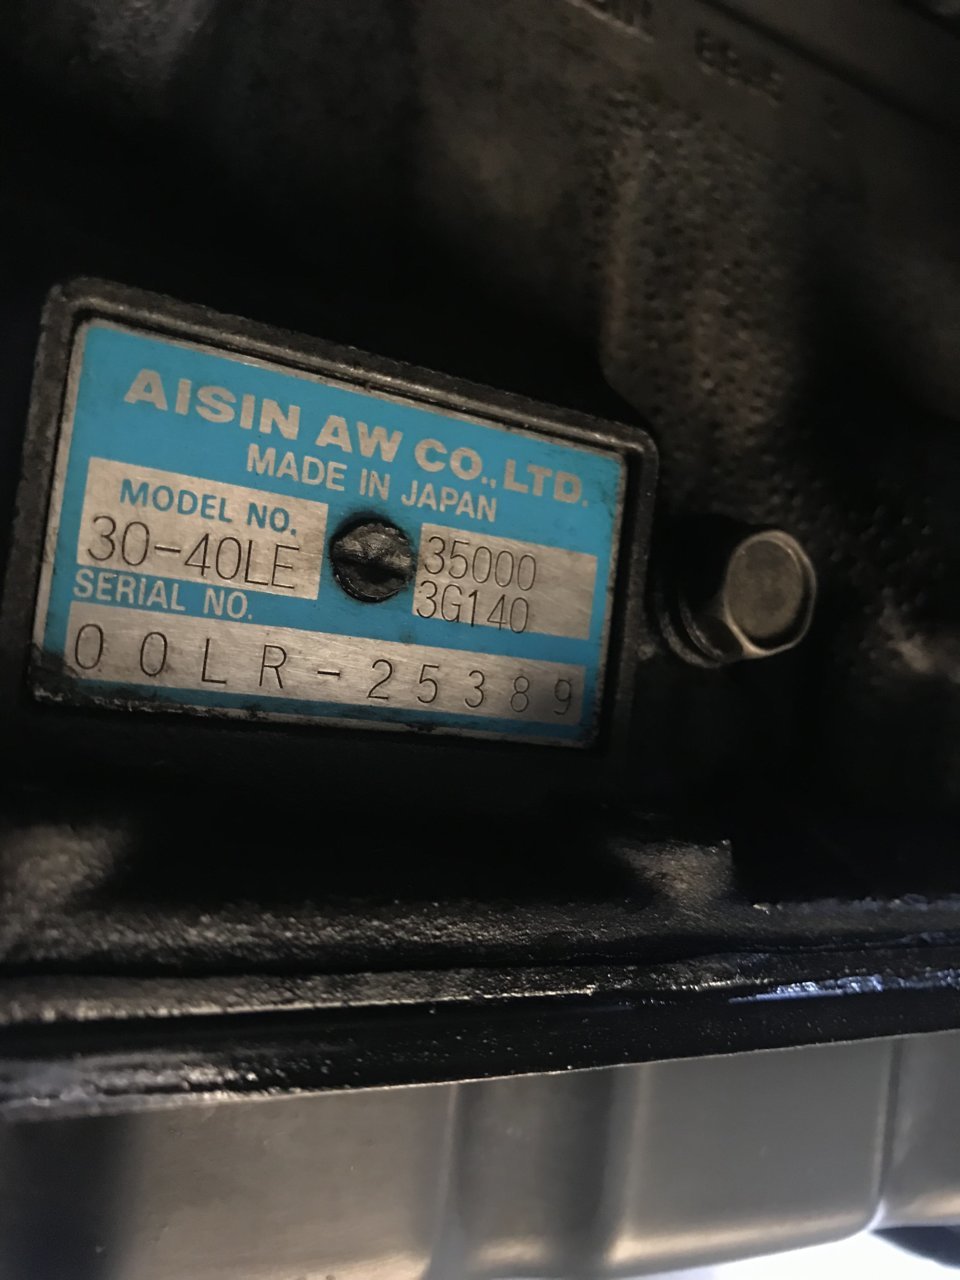 AISIN AW CO., LTD.
MADE IN JAPAN
MODEL NO.
30-40LE
35000
3G140
SERIAL NO.
00LR-25389